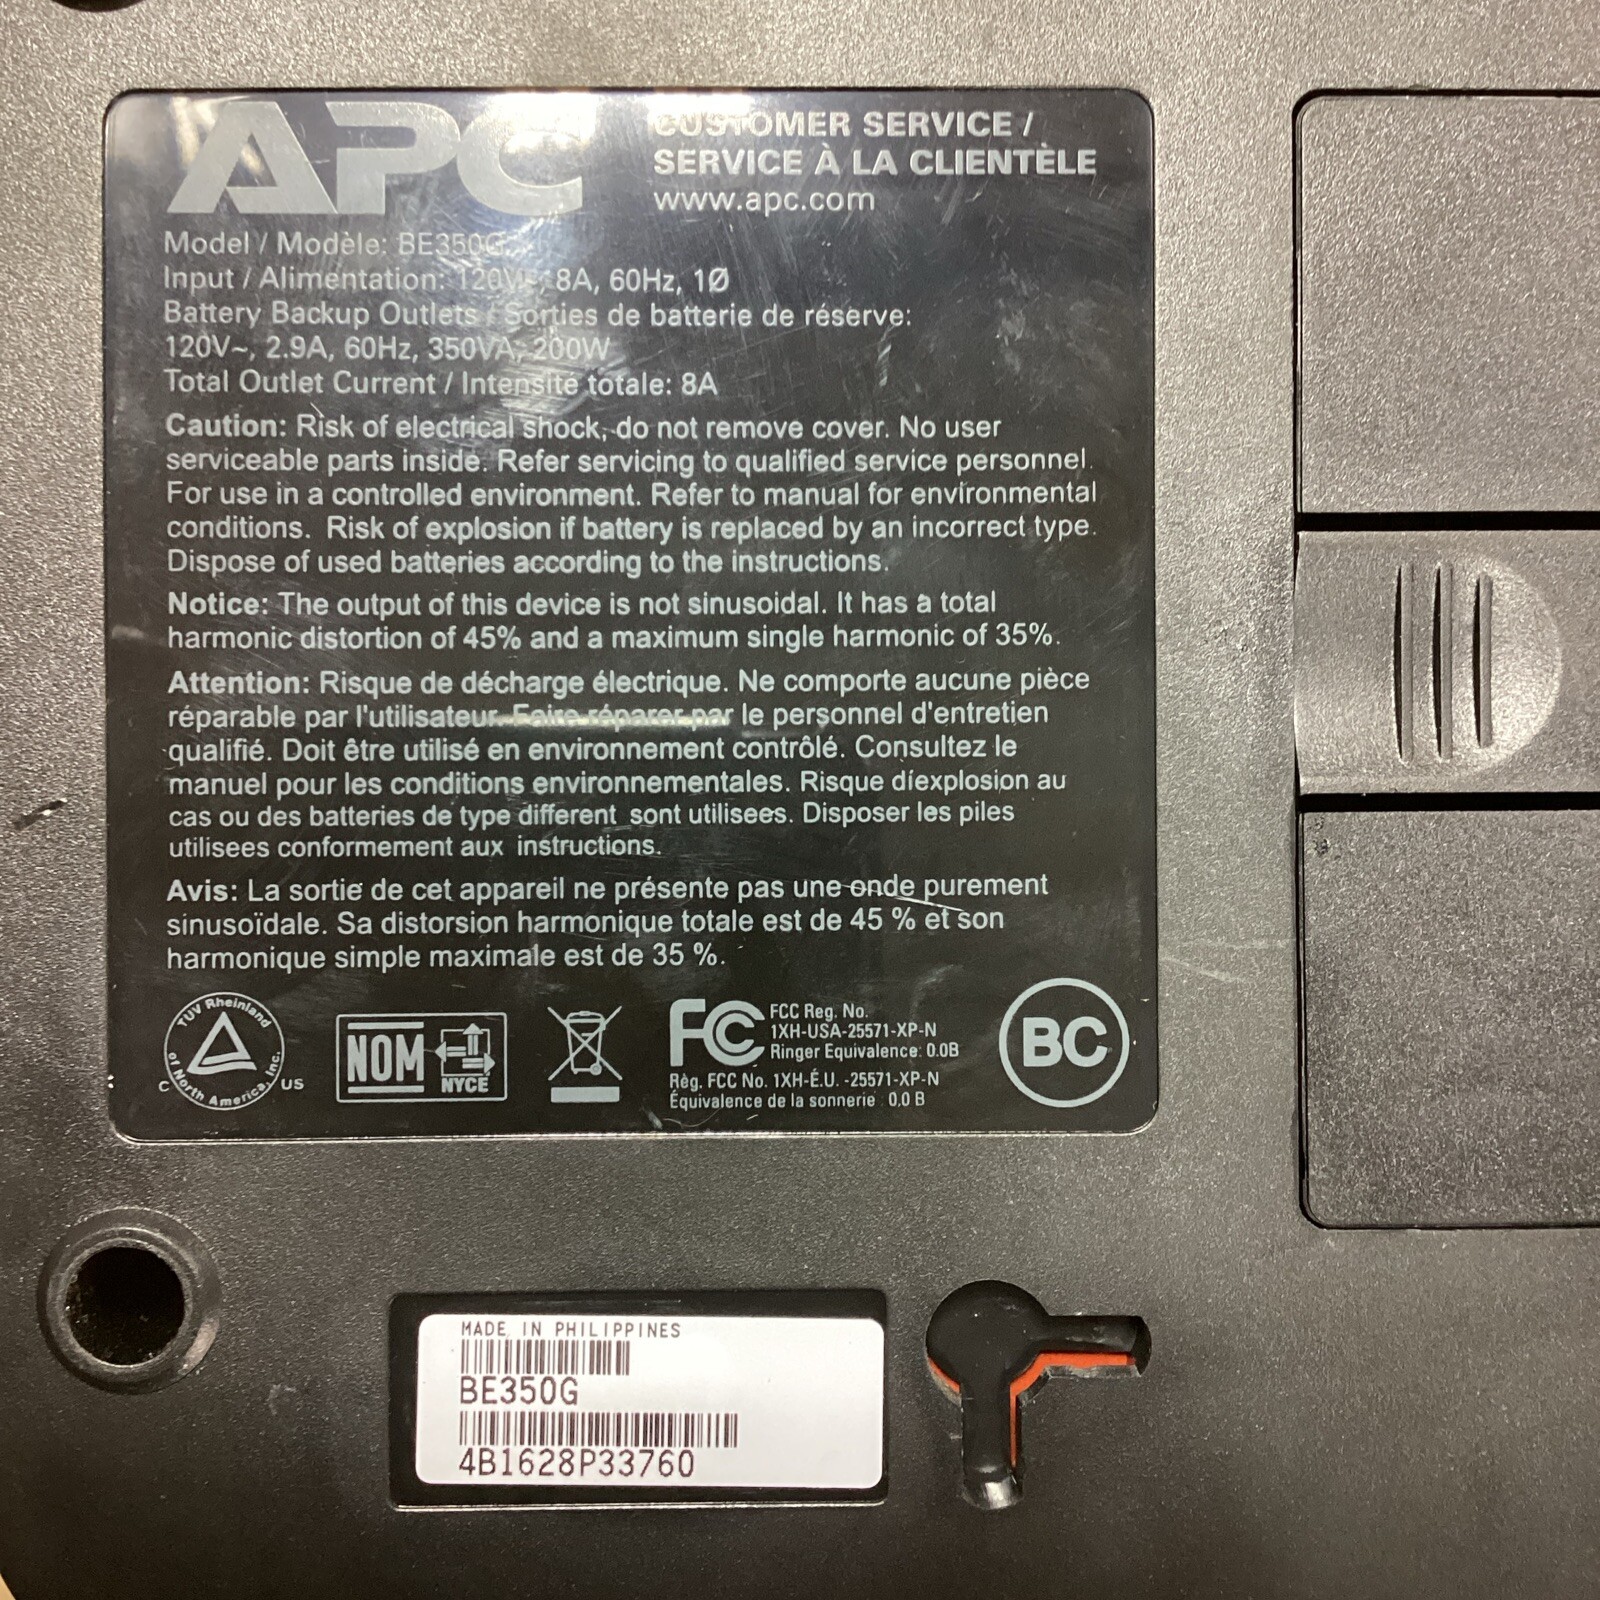 APC
CUSTOMER SERVICE /
SERVICE À LA CLIENTÈLE
www.apc.com
Model / Modèle: BE350G
Input / Alimentation: 120V~, 8A, 60Hz, 1Ø
Battery Backup Outlets / Sorties de batterie de réserve:
120V~, 2.9A, 60Hz, 350VA, 200W
Total Outlet Current / Intensité totale: 8A
Caution: Risk of electrical shock, do not remove cover. No user
serviceable parts inside. Refer servicing to qualified service personnel.
For use in a controlled environment. Refer to manual for environmental
conditions. Risk of explosion if battery is replaced by an incorrect type.
Dispose of used batteries according to the instructions.
Notice: The output of this device is not sinusoidal. It has a total
harmonic distortion of 45% and a maximum single harmonic of 35%.
Attention: Risque de décharge électrique. Ne comporte aucune pièce
réparable par l'utilisateur. Faire réparer par le personnel d'entretien
qualifié. Doit être utilisé en environnement contrôlé. Consultez le
manuel pour les conditions environnementales. Risque díexplosion au
cas ou des batteries de type different sont utilisees. Disposer les piles
utilisees conformement aux instructions.
Avis: La sortie de cet appareil ne présente pas une onde purement
sinusoïdale. Sa distorsion harmonique totale est de 45 % et son
harmonique simple maximale est de 35 %.
TUV Rheinland
of North America, Inc.
C US
NOM
NYCE
FC
FCC Reg. No.
1XH-USA-25571-XP-N
Ringer Equivalence: 0.0B
Règ. FCC No. 1XH-É.U. -25571-XP-N
Équivalence de la sonnerie : 0,0 B
BC
MADE IN PHILIPPINES
BE350G
4B1628P33760